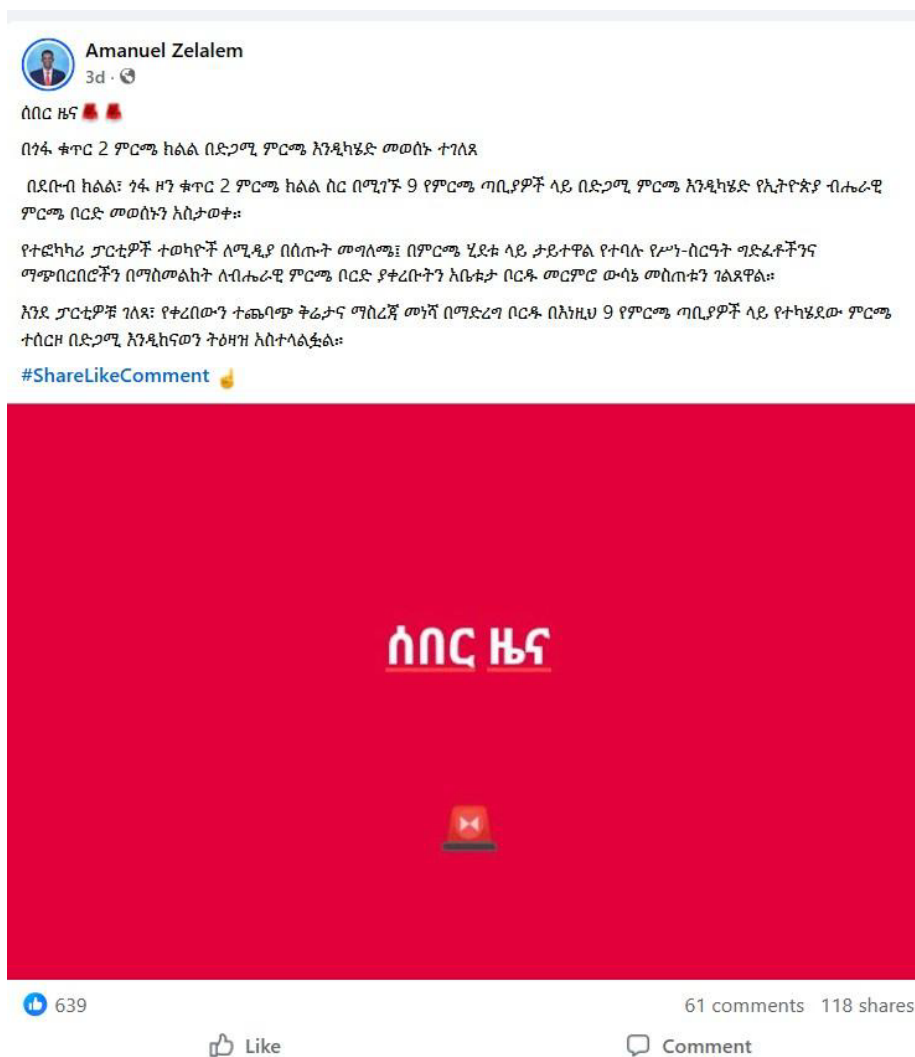 Amanuel Zelalem
3d
ሰበር ዜና
በጎፋ ቁጥር 2 ምርጫ ክልል በድጋሚ ምርጫ እንዲካሄድ መወሰኑ ተገለጸ
በደቡብ ክልል፣ ጎፋ ዞን ቁጥር 2 ምርጫ ክልል ስር በሚገኙ 9 የምርጫ ጣቢያዎች ላይ በድጋሚ ምርጫ እንዲካሄድ የኢትዮጵያ ብሔራዊ
ምርጫ ቦርድ መወሰኑን አስታወቀ።
የተፎካካሪ ፓርቲዎች ተወካዮች ለሚዲያ በሰጡት መግለጫ፤ በምርጫ ሂደቱ ላይ ታይተዋል የተባሉ የሥነ-ስርዓት ግድፈቶችንና
ማጭበርበሮችን በማስመልከት ለብሔራዊ ምርጫ ቦርድ ያቀረቡትን አቤቱታ ቦርዱ መርምሮ ውሳኔ መስጠቱን ገልጸዋል።
እንደ ፓርቲዎቹ ገለጻ፣ የቀረበውን ተጨባጭ ቅሬታና ማስረጃ መነሻ በማድረግ ቦርዱ በእነዚህ 9 የምርጫ ጣቢያዎች ላይ የተካሄደው ምርጫ
ተሰርዞ በድጋሚ እንዲከናወን ትዕዛዝ አስተላልፏል።
#ShareLikeComment
ሰበር ዜና
639
61 comments 118 shares
Like Comment